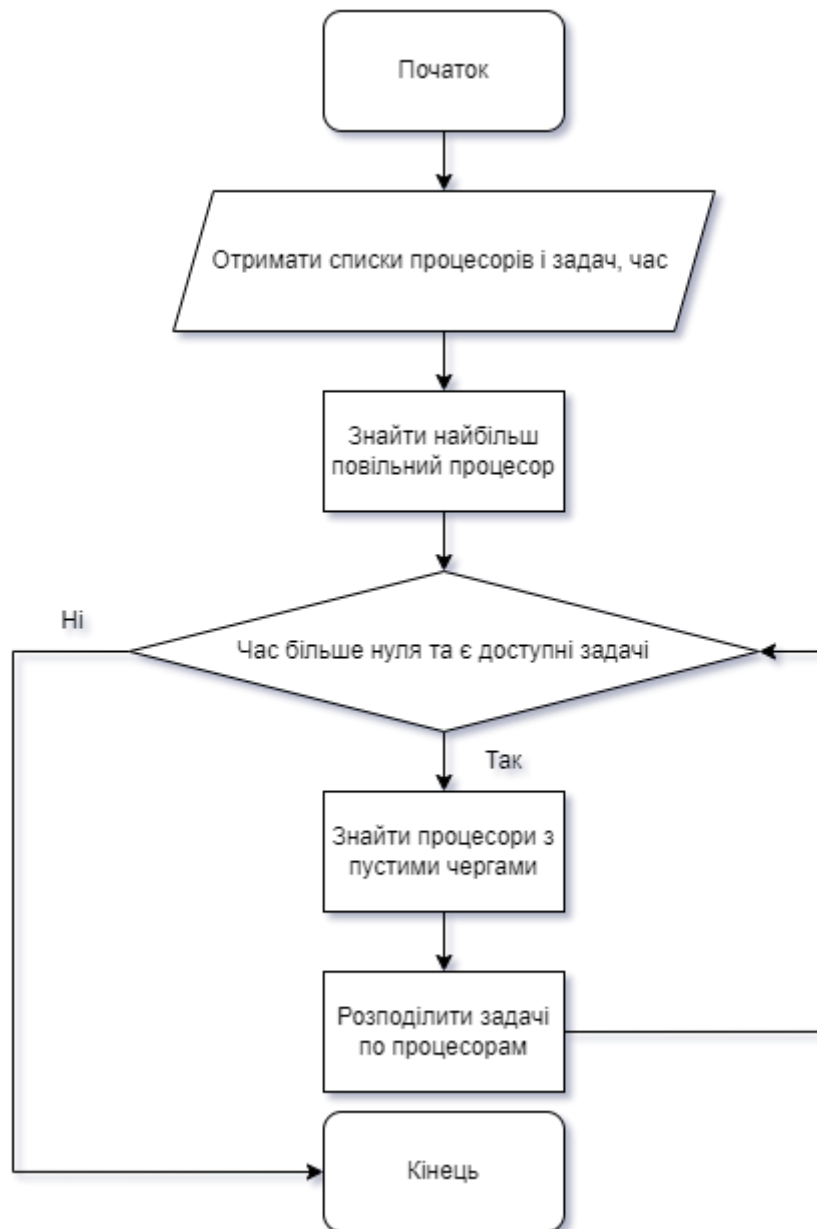 Початок
Отримати списки процесорів і задач, час
Знайти найбільш
повільний процесор
Ні
Час більше нуля та є доступні задачі
Так
Знайти процесори з
пустими чергами
Розподілити задачі
по процесорам
Кінець